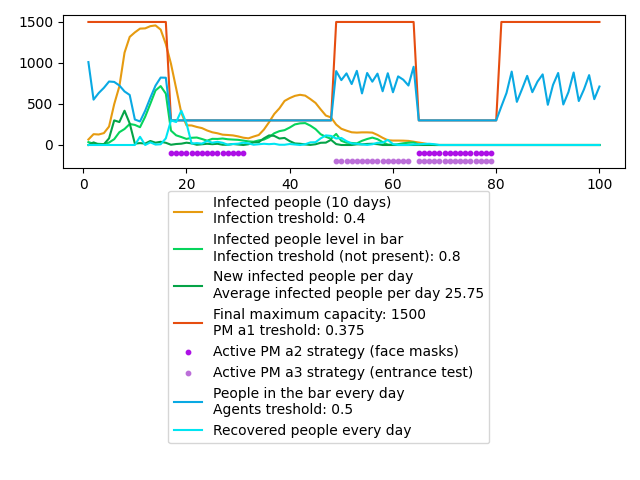 1500
1000
500
0
0 20 40 60 80 100
Infected people (10 days)
Infection treshold: 0.4
Infected people level in bar
Infection treshold (not present): 0.8
New infected people per day
Average infected people per day 25.75
Final maximum capacity: 1500
PM a1 treshold: 0.375
Active PM a2 strategy (face masks)
Active PM a3 strategy (entrance test)
People in the bar every day
Agents treshold: 0.5
Recovered people every day